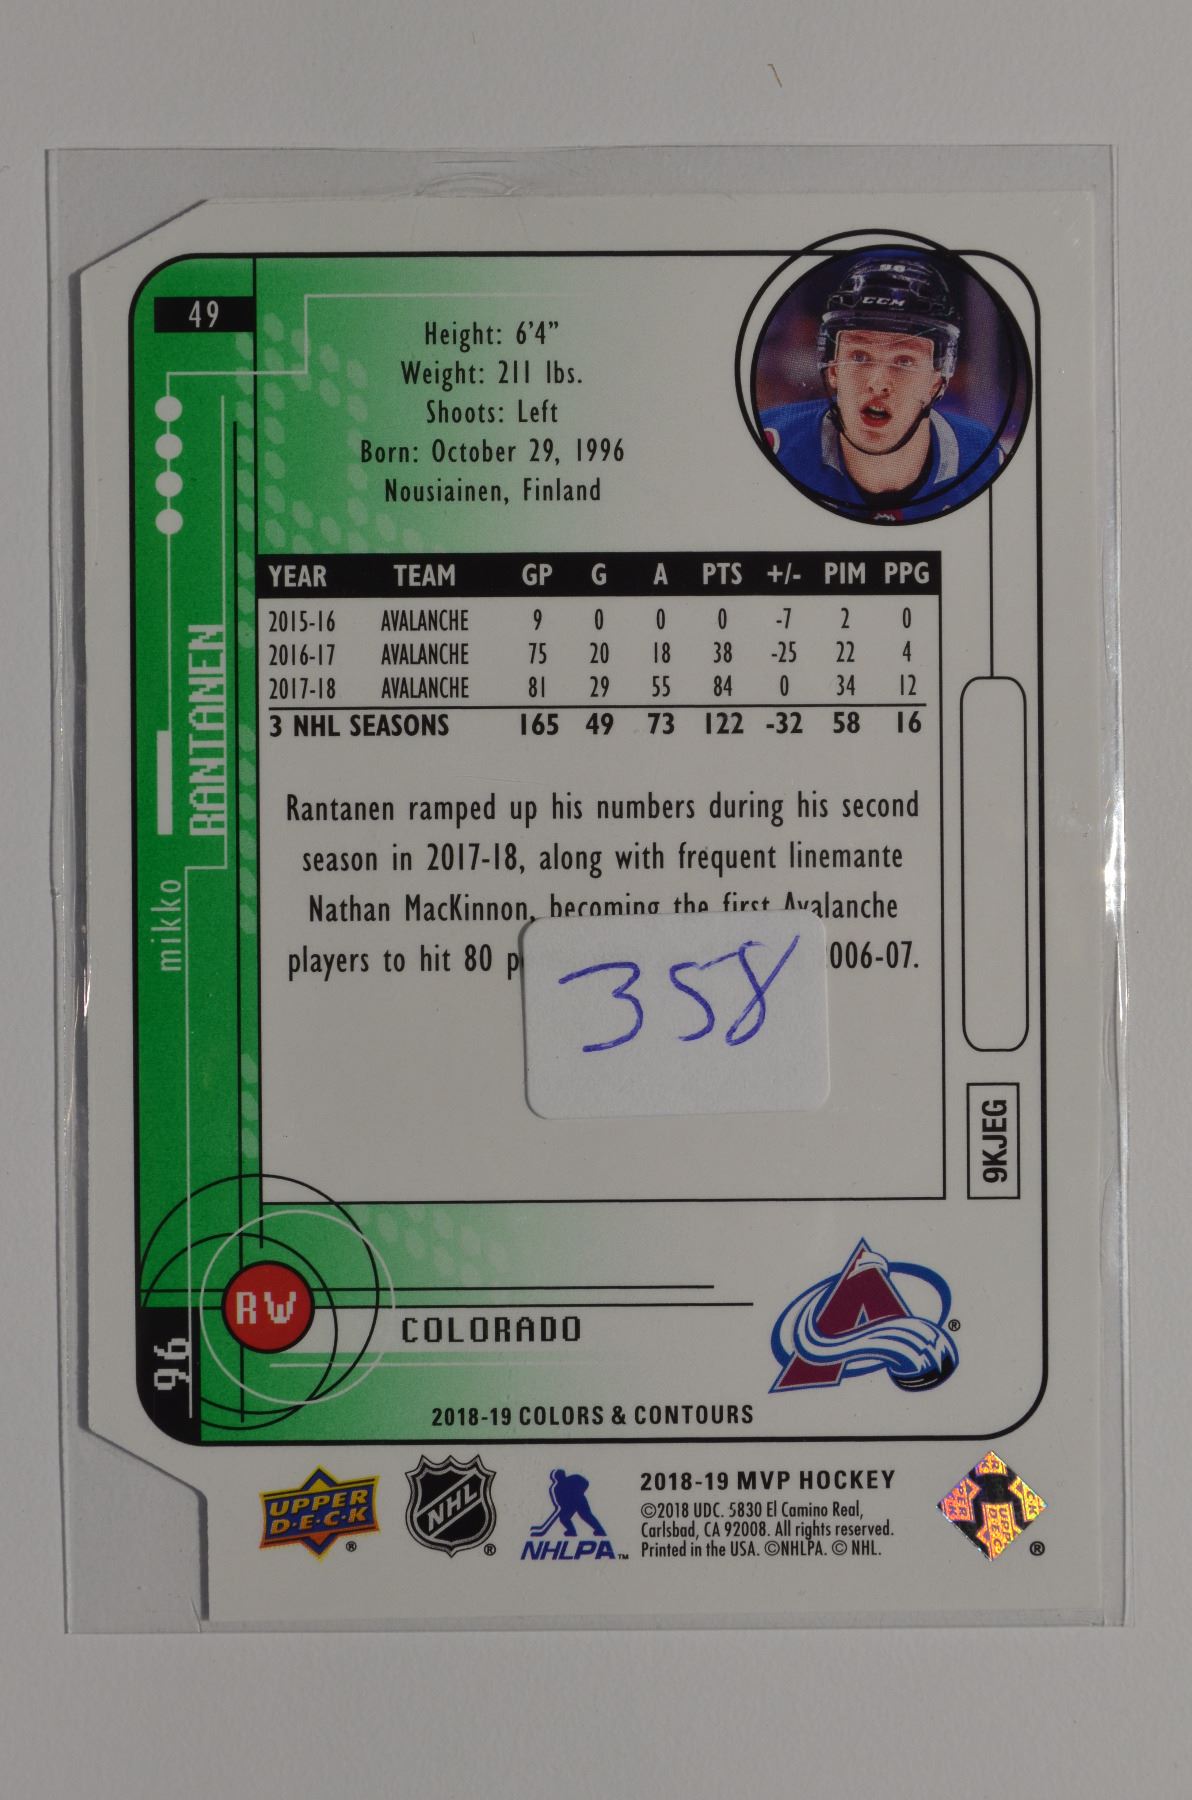 49
Height: 6'4"
Weight: 211 lbs.
Shoots: Left
Born: October 29, 1996
Nousiainen, Finland
96
CCM
YEAR TEAM GP G A PTS +/- PIM PPG
2015-16 AVALANCHE 9 0 0 0 -7 2 0
2016-17 AVALANCHE 75 20 18 38 -25 22 4
2017-18 AVALANCHE 81 29 55 84 0 34 12
3 NHL SEASONS 165 49 73 122 -32 58 16
mikko RANTANEN
Rantanen ramped up his numbers during his second
season in 2017-18, along with frequent linemante
Nathan MacKinnon, becoming the first Avalanche
players to hit 80 p 006-07.
358
9KJEG
RW
COLORADO
96
A ®
2018-19 COLORS & CONTOURS
UPPER DECK ®
NHL ®
NHLPA ™
2018-19 MVP HOCKEY
©2018 UDC. 5830 El Camino Real,
Carlsbad, CA 92008. All rights reserved.
Printed in the USA. ©NHLPA. © NHL.
®